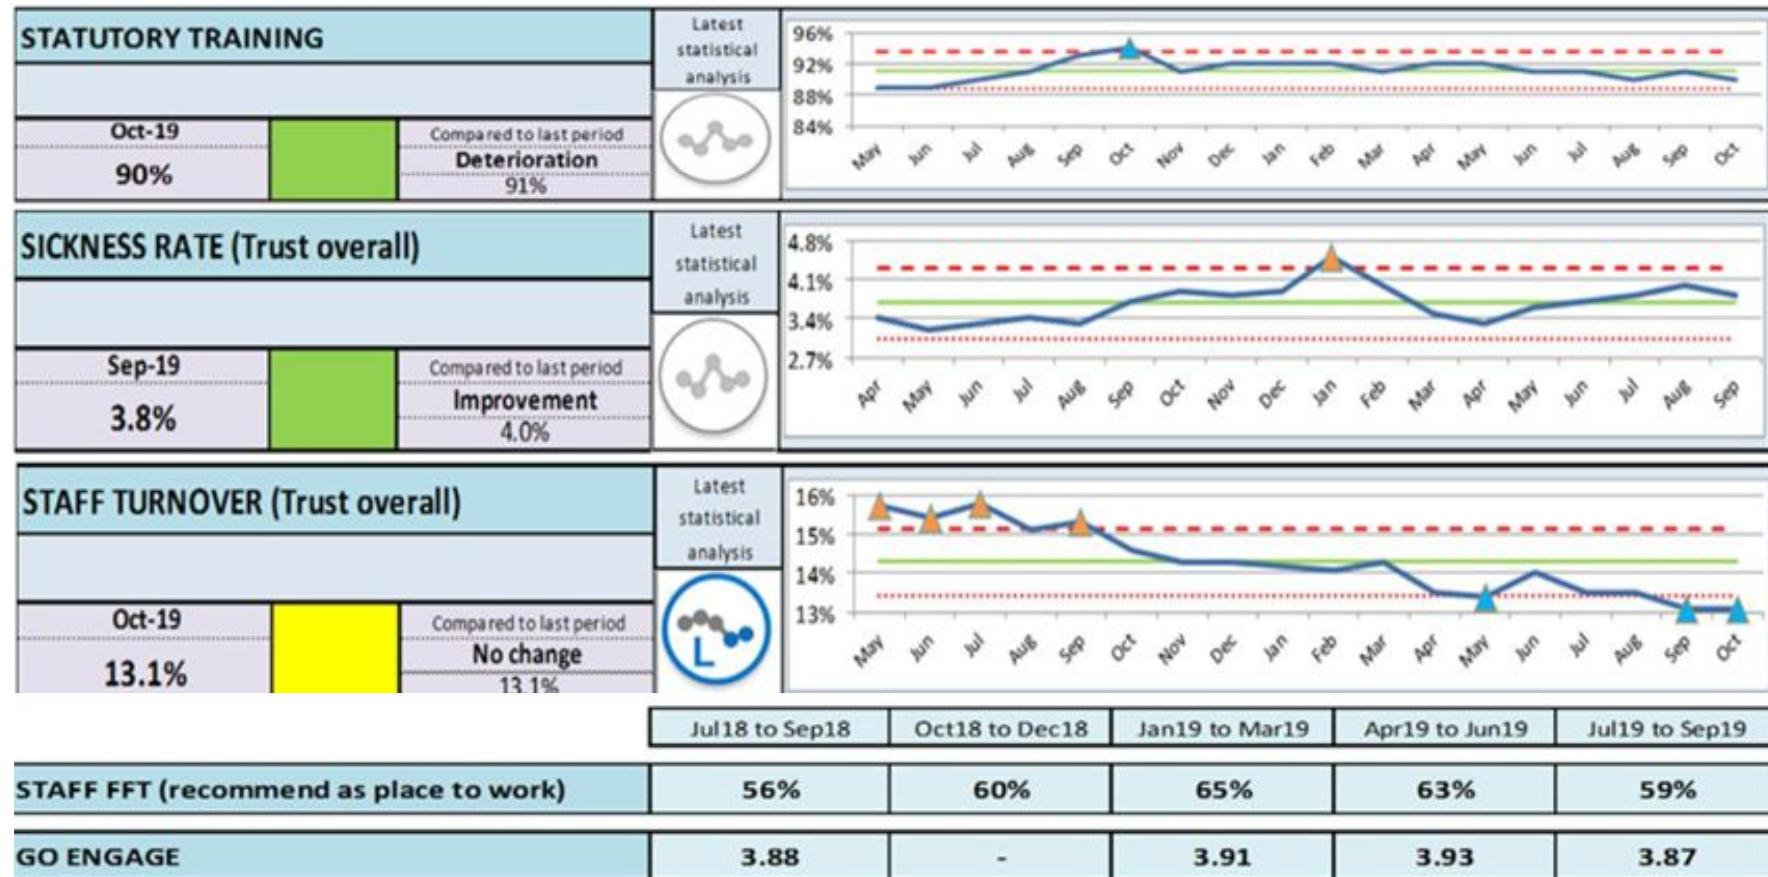 STATUTORY TRAINING
Latest
statistical
analysis
Oct-19
90%
Compared to last period
Deterioration
91%
96%
92%
88%
84%
May Jun Jul Aug Sep Oct Nov Dec Jan Feb Mar Apr May Jun Jul Aug Sep Oct
SICKNESS RATE (Trust overall)
Latest
statistical
analysis
Sep-19
3.8%
Compared to last period
Improvement
4.0%
4.8%
4.1%
3.4%
2.7%
Apr May Jun Jul Aug Sep Oct Nov Dec Jan Feb Mar Apr May Jun Jul Aug Sep
STAFF TURNOVER (Trust overall)
Latest
statistical
analysis
L
Oct-19
13.1%
Compared to last period
No change
13.1%
16%
15%
14%
13%
May Jun Jul Aug Sep Oct Nov Dec Jan Feb Mar Apr May Jun Jul Aug Sep Oct
Jul18 to Sep18 Oct18 to Dec18 Jan19 to Mar19 Apr19 to Jun19 Jul19 to Sep19
STAFF FFT (recommend as place to work) 56% 60% 65% 63% 59%
GO ENGAGE 3.88 - 3.91 3.93 3.87